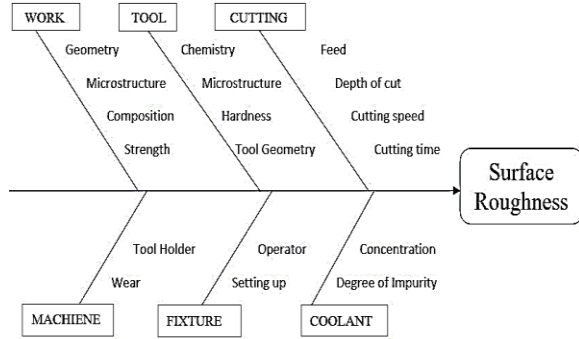 WORK
TOOL
CUTTING
Geometry
Chemistry
Feed
Microstructure
Microstructure
Depth of cut
Composition
Hardness
Cutting speed
Strength
Tool Geometry
Cutting time
Surface
Roughness
Tool Holder
Operator
Concentration
Wear
Setting up
Degree of Impurity
MACHIENE
FIXTURE
COOLANT